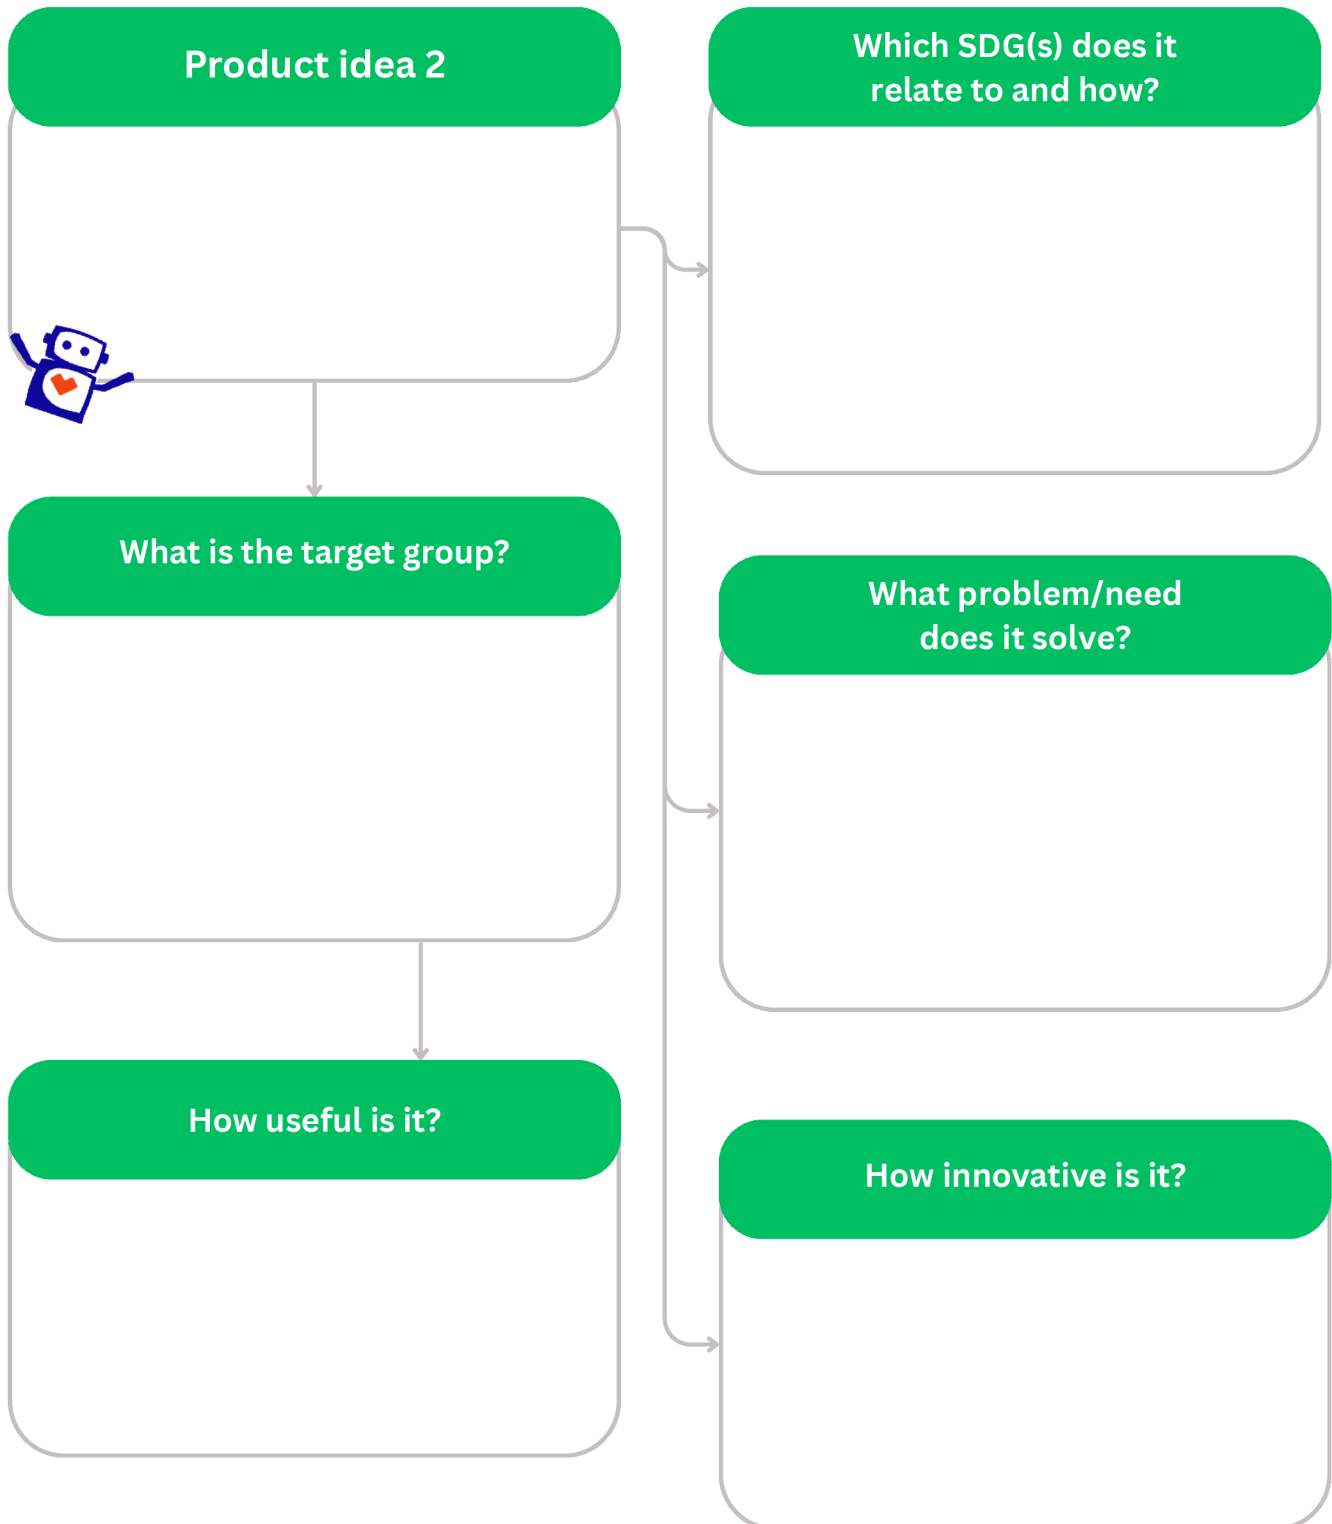 Product idea 2
Which SDG(s) does it
relate to and how?
What is the target group?
What problem/need
does it solve?
How useful is it?
How innovative is it?